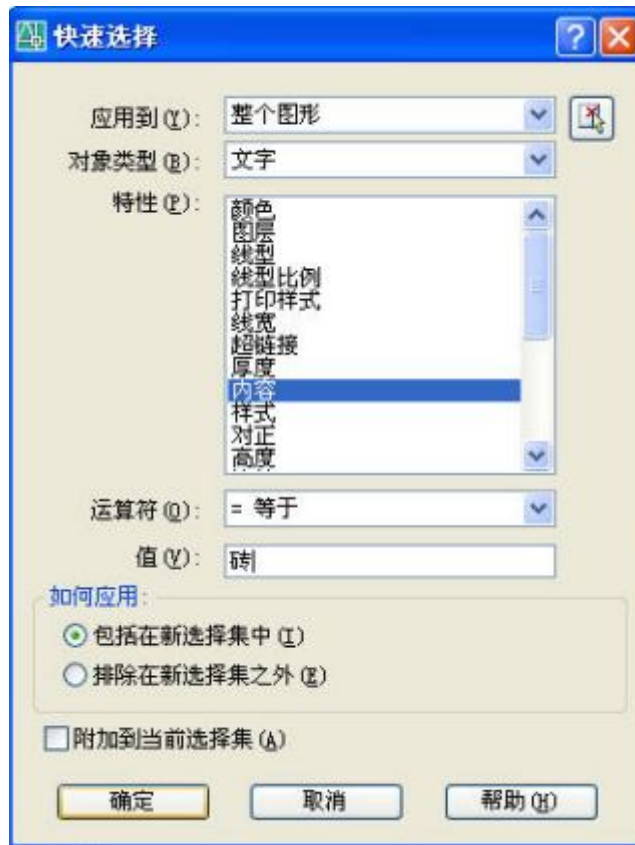 快速选择
应用到(Y): 整个图形
对象类型(B): 文字
特性(P):
颜色
图层
线型
线型比例
打印样式
线宽
超链接
厚度
内容
样式
对正
高度
运算符(O): = 等于
值(V): 砖
如何应用:
包括在新选择集中(I)
排除在新选择集之外(E)
附加到当前选择集(A)
确定 取消 帮助(H)